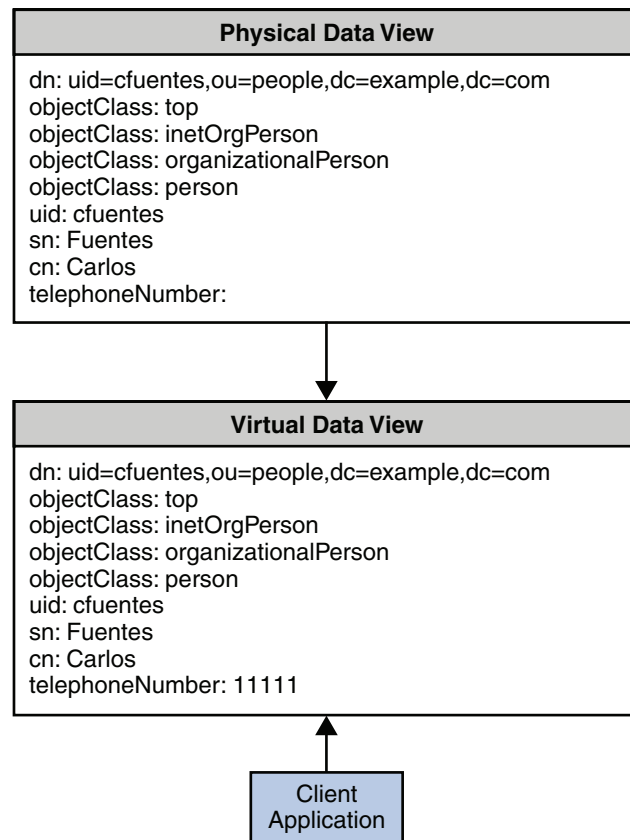 Physical Data View
dn: uid=cfuentes,ou=people,dc=example,dc=com
objectClass: top
objectClass: inetOrgPerson
objectClass: organizationalPerson
objectClass: person
uid: cfuentes
sn: Fuentes
cn: Carlos
telephoneNumber:
Virtual Data View
dn: uid=cfuentes,ou=people,dc=example,dc=com
objectClass: top
objectClass: inetOrgPerson
objectClass: organizationalPerson
objectClass: person
uid: cfuentes
sn: Fuentes
cn: Carlos
telephoneNumber: 11111
Client
Application